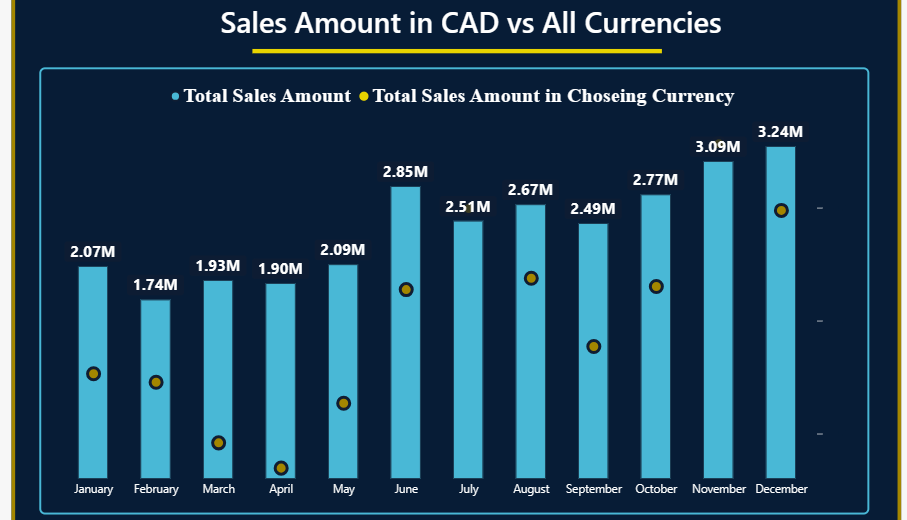 Sales Amount in CAD vs All Currencies
Total Sales Amount Total Sales Amount in Choseing Currency
3.24M
3.09M
2.85M
2.77M
2.67M
2.51M
2.49M
2.07M
2.09M
1.93M
1.90M
1.74M
January February March April May June July August September October November December